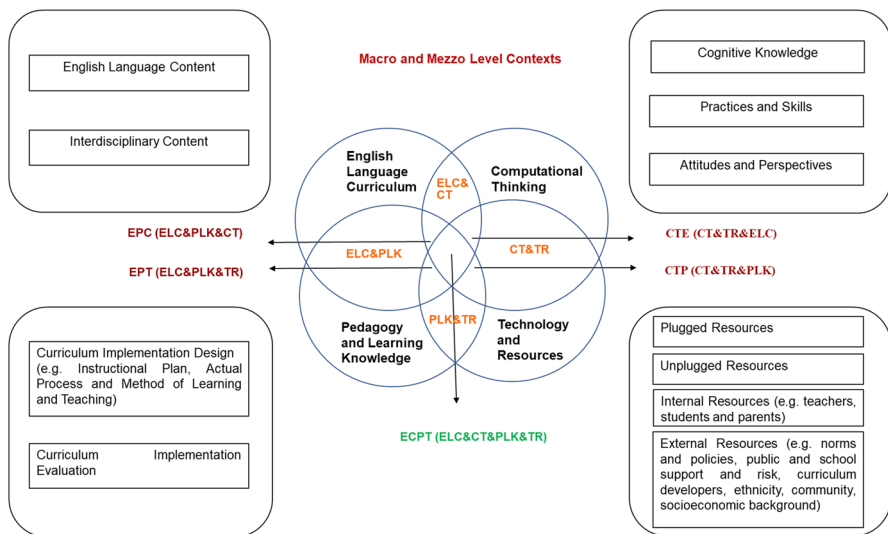 English Language Content
Interdisciplinary Content
Macro and Mezzo Level Contexts
Cognitive Knowledge
Practices and Skills
Attitudes and Perspectives
English
Language
Curriculum
ELC&
CT
Computational
Thinking
EPC (ELC&PLK&CT)
EPT (ELC&PLK&TR)
ELC&PLK
CT&TR
CTE (CT&TR&ELC)
CTP (CT&TR&PLK)
Pedagogy
and Learning
Knowledge
PLK&TR
Technology
and
Resources
ECPT (ELC&CT&PLK&TR)
Curriculum Implementation Design
(e.g. Instructional Plan, Actual
Process and Method of Learning
and Teaching)
Curriculum Implementation
Evaluation
Plugged Resources
Unplugged Resources
Internal Resources (e.g. teachers,
students and parents)
External Resources (e.g. norms
and policies, public and school
support and risk, curriculum
developers, ethnicity, community,
socioeconomic background)